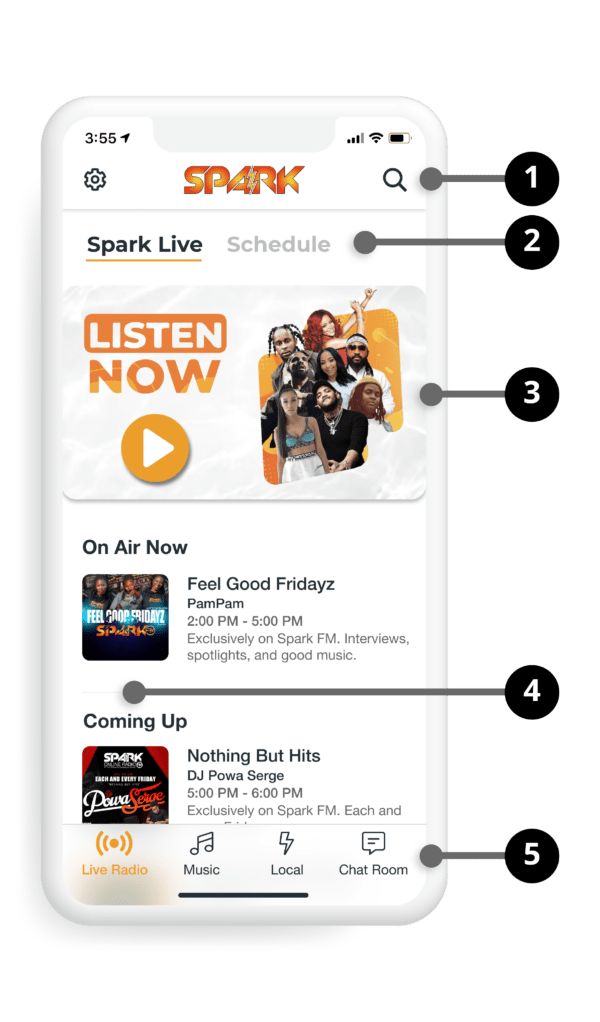 3:55
SPARK
1
Spark Live Schedule
2
LISTEN
NOW
3
On Air Now
Feel Good Fridayz
PamPam
2:00 PM - 5:00 PM
Exclusively on Spark FM. Interviews,
spotlights, and good music.
FEEL GOOD FRIDAYZ
SPARK
4
Coming Up
Nothing But Hits
DJ Powa Serge
5:00 PM - 6:00 PM
Exclusively on Spark FM. Each and
SPARK
ONLINE RADIO
EACH AND EVERY FRIDAY
Powa Serge
Live Radio Music Local Chat Room
5